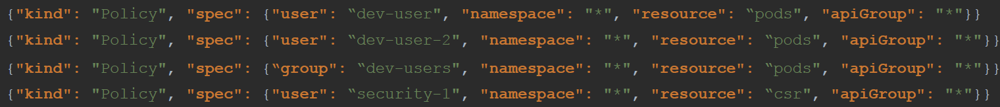 {"kind": "Policy", "spec": {"user": “dev-user", "namespace": "*", "resource": “pods", "apiGroup": "*"}}
{"kind": "Policy", "spec": {"user": “dev-user-2", "namespace": "*", "resource": “pods", "apiGroup": "*"}}
{"kind": "Policy", "spec": {“group": “dev-users", "namespace": "*", "resource": “pods", "apiGroup": "*"}}
{"kind": "Policy", "spec": {"user": “security-1", "namespace": "*", "resource": “csr", "apiGroup": "*"}}